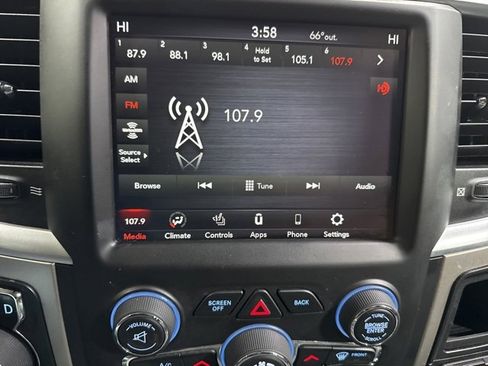 HI 3:58 66° out. HI
1 2 3 4 5 6
87.9 88.1 98.1 Hold to Set 105.1 107.9
AM
FM
107.9
Source Select
Browse Tune Audio
107.9
Media Climate Controls Apps Phone Settings
SCREEN OFF BACK
VOLUME
TUNE
BROWSE
ENTER
SCROLL
D
A/C
FRONT